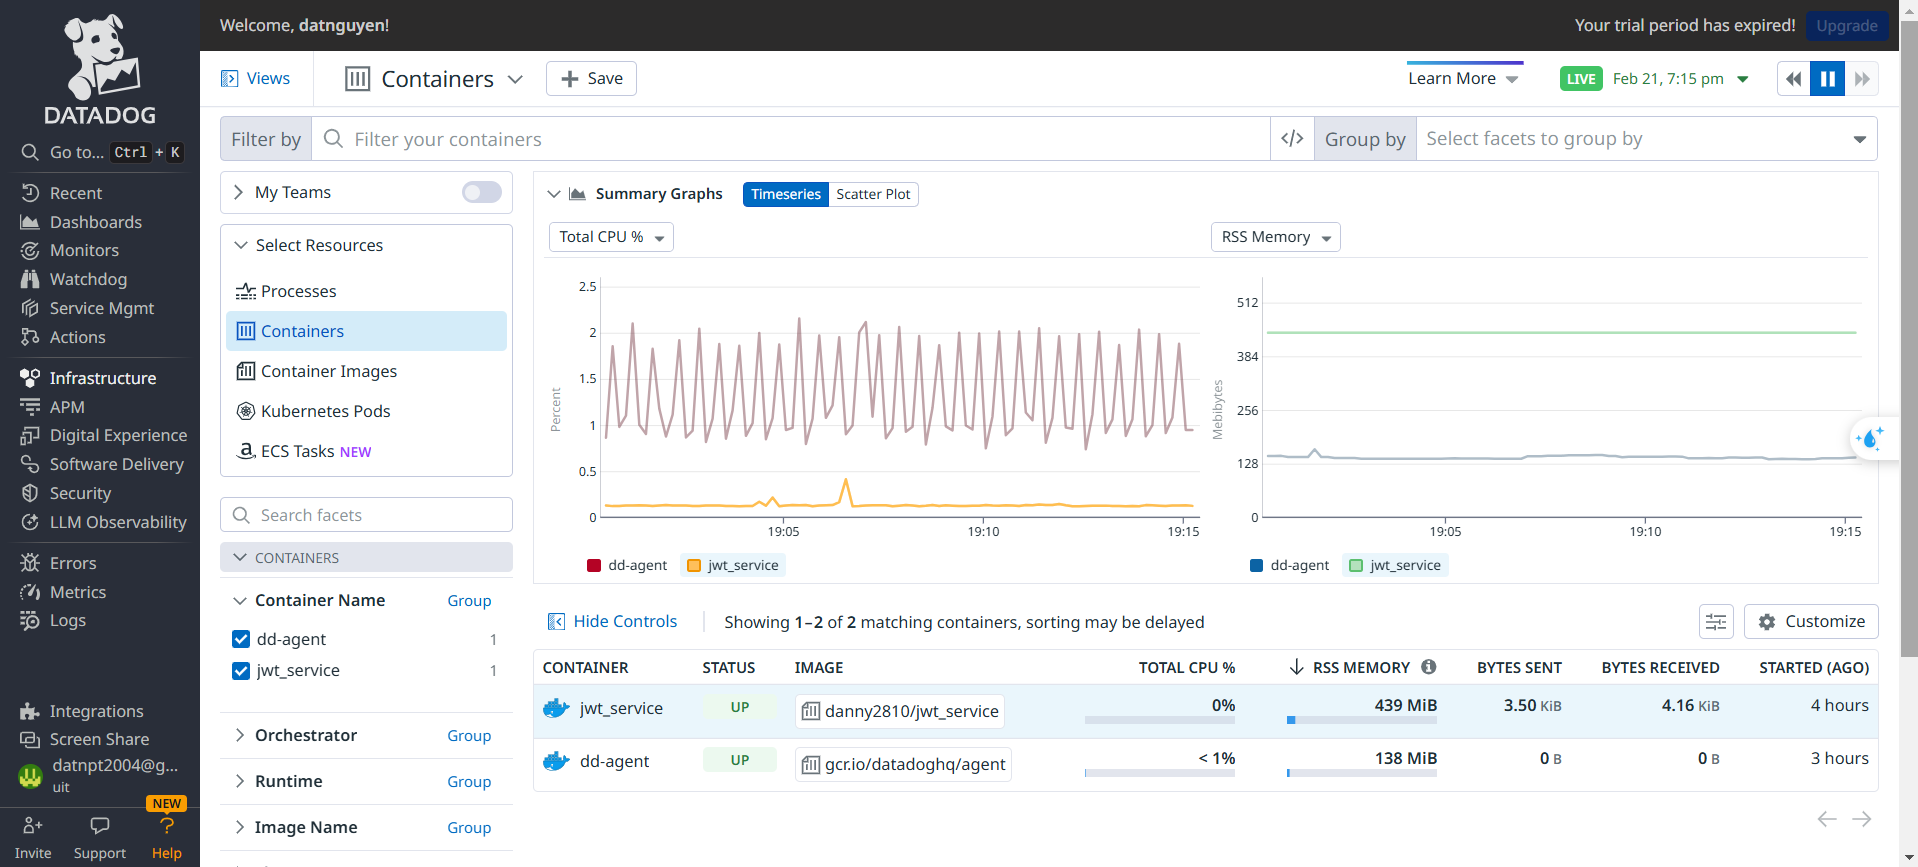 DATADOG
Go to... Ctrl + K
Recent
Dashboards
Monitors
Watchdog
Service Mgmt
Actions
Infrastructure
APM
Digital Experience
Software Delivery
Security
LLM Observability
Errors
Metrics
Logs
Integrations
Screen Share
datnpt2004@g...
uit
NEW
Invite Support Help
Welcome, datnguyen!
Your trial period has expired! Upgrade
Views
Containers
Save
Learn More
LIVE Feb 21, 7:15 pm
Filter by Filter your containers
</> Group by Select facets to group by
My Teams
Select Resources
Processes
Containers
Container Images
Kubernetes Pods
ECS Tasks NEW
Search facets
CONTAINERS
Container Name Group
dd-agent 1
jwt_service 1
Orchestrator Group
Runtime Group
Image Name Group
Summary Graphs Timeseries Scatter Plot
Total CPU %
Percent
2.5
2
1.5
1
0.5
0
19:05 19:10 19:15
dd-agent jwt_service
RSS Memory
Mebibytes
512
384
256
128
0
19:05 19:10 19:15
dd-agent jwt_service
Hide Controls Showing 1–2 of 2 matching containers, sorting may be delayed
Customize
CONTAINER STATUS IMAGE TOTAL CPU % RSS MEMORY BYTES SENT BYTES RECEIVED STARTED (AGO)
jwt_service UP danny2810/jwt_service 0% 439 MiB 3.50 KiB 4.16 KiB 4 hours
dd-agent UP gcr.io/datadoghq/agent < 1% 138 MiB 0 B 0 B 3 hours